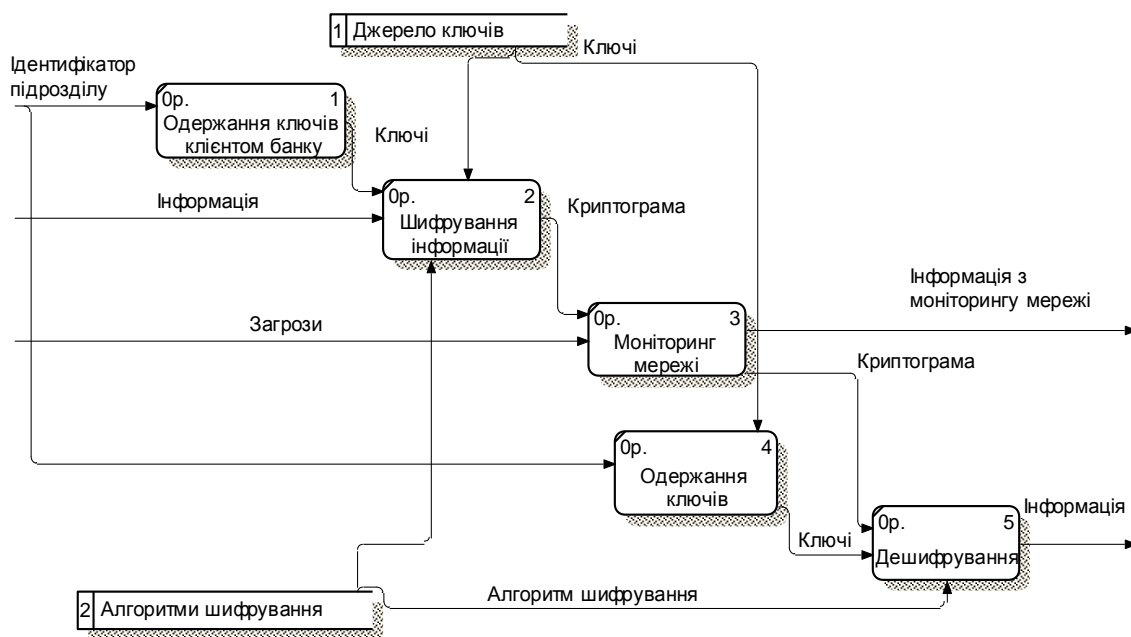 1 Джерело ключів
Ключі
Ідентифікатор
підрозділу
0р. 1
Одержання ключів
клієнтом банку
Ключі
0р. 2
Шифрування
інформації
Інформація
Криптограма
Інформація з
моніторингу мережі
Загрози
0р. 3
Моніторинг
мережі
Криптограма
0р. 4
Одержання
ключів
Ключі
0р. 5
Дешифрування
Інформація
2 Алгоритми шифрування
Алгоритм шифрування